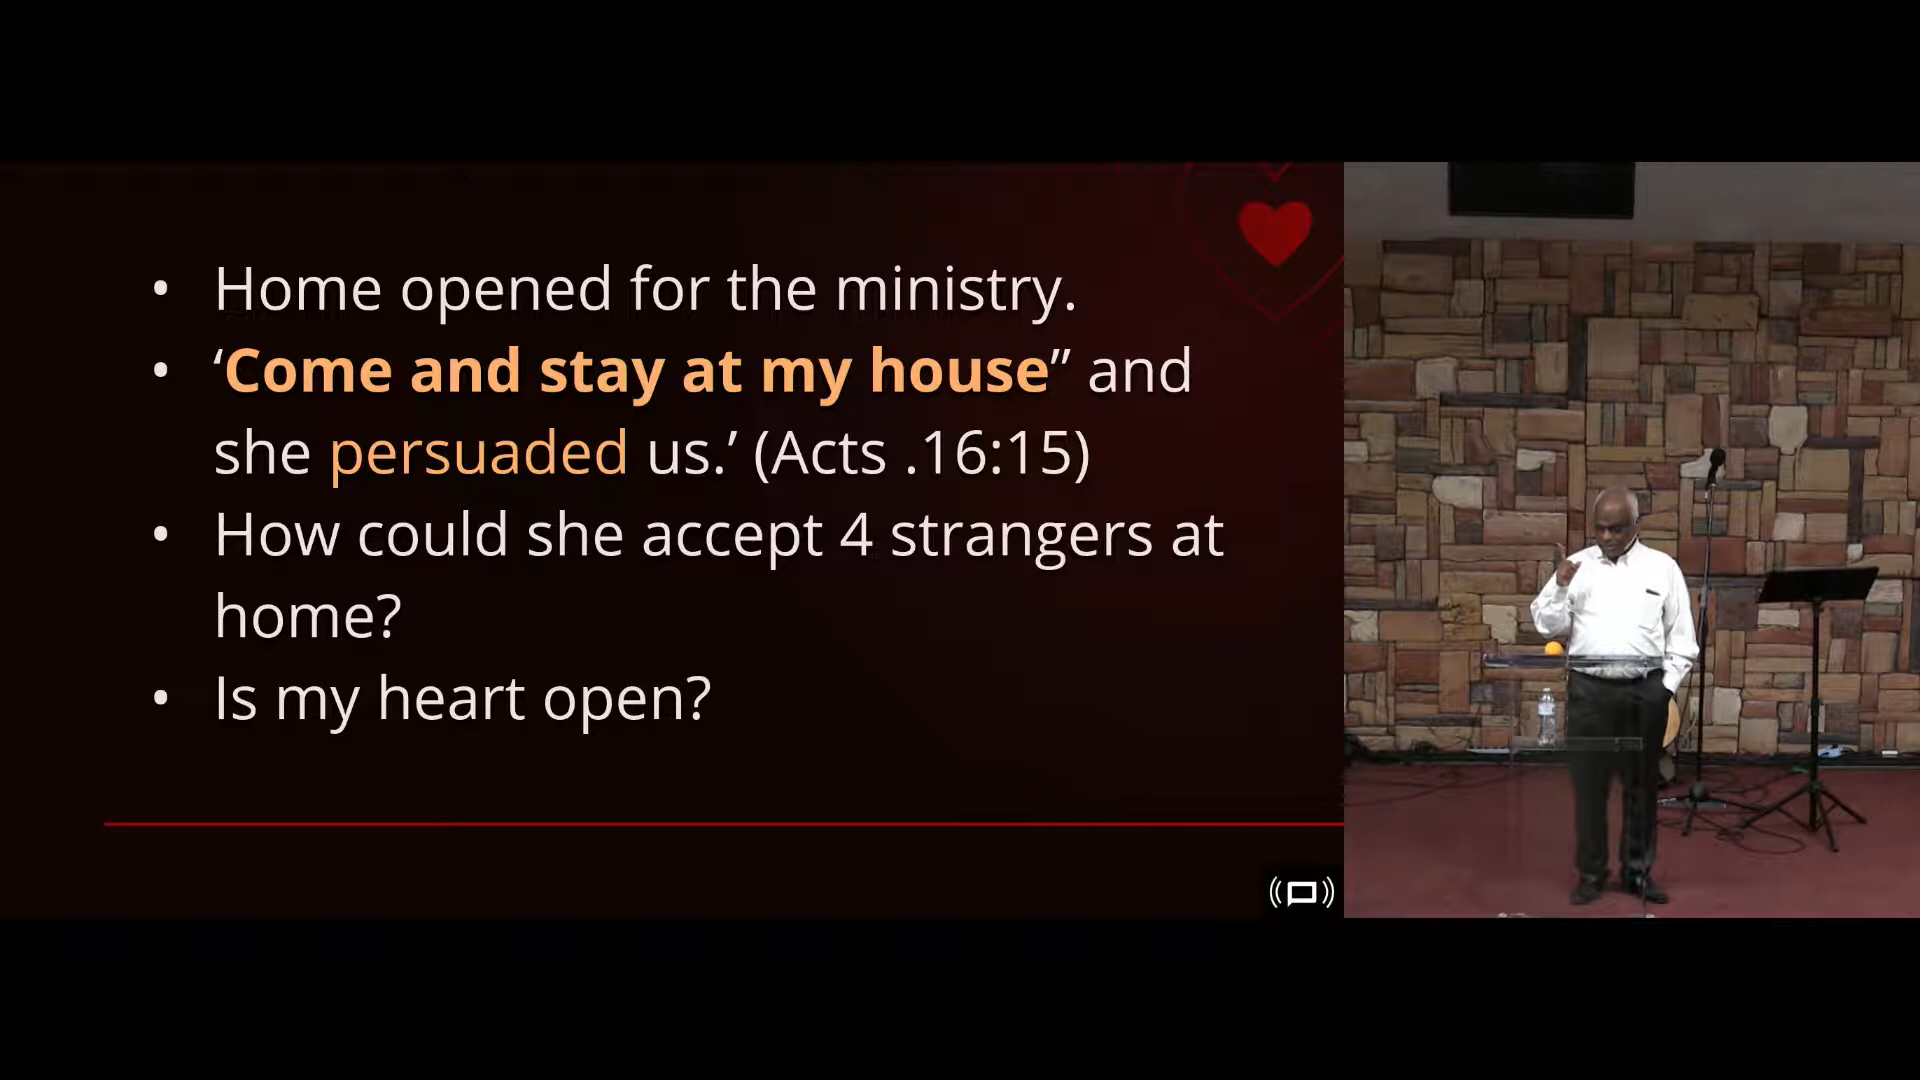 • Home opened for the ministry.
• ‘Come and stay at my house” and
she persuaded us.’ (Acts .16:15)
• How could she accept 4 strangers at
home?
• Is my heart open?